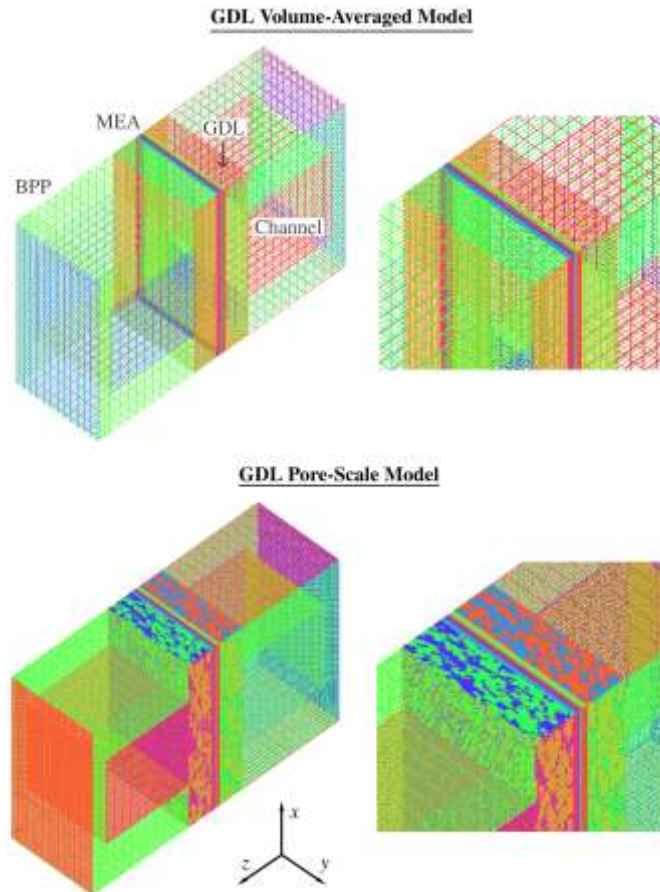 GDL Volume-Averaged Model
MEA
GDL
BPP
Channel
GDL Pore-Scale Model
x
z
y